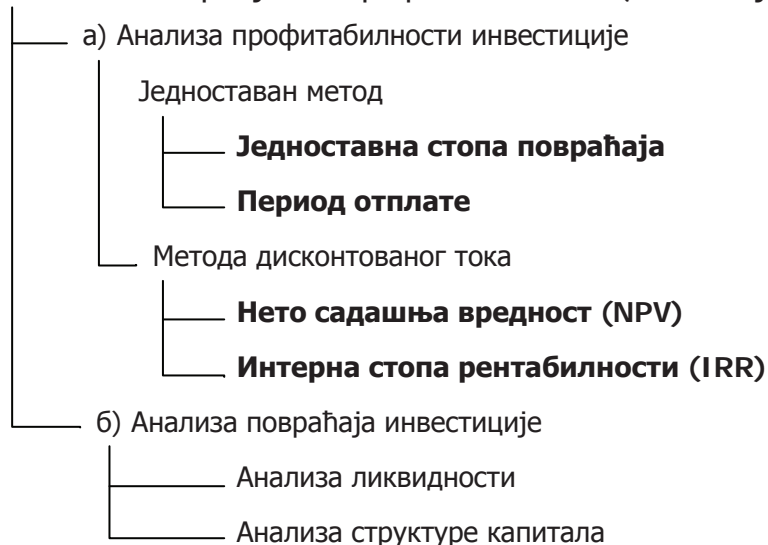 а) Анализа профитабилности инвестиције
Једноставан метод
Једноставна стопа повраћаја
Период отплате
Метода дисконтованог тока
Нето садашња вредност (NPV)
Интерна стопа рентабилности (IRR)
б) Анализа повраћаја инвестиције
Анализа ликвидности
Анализа структуре капитала